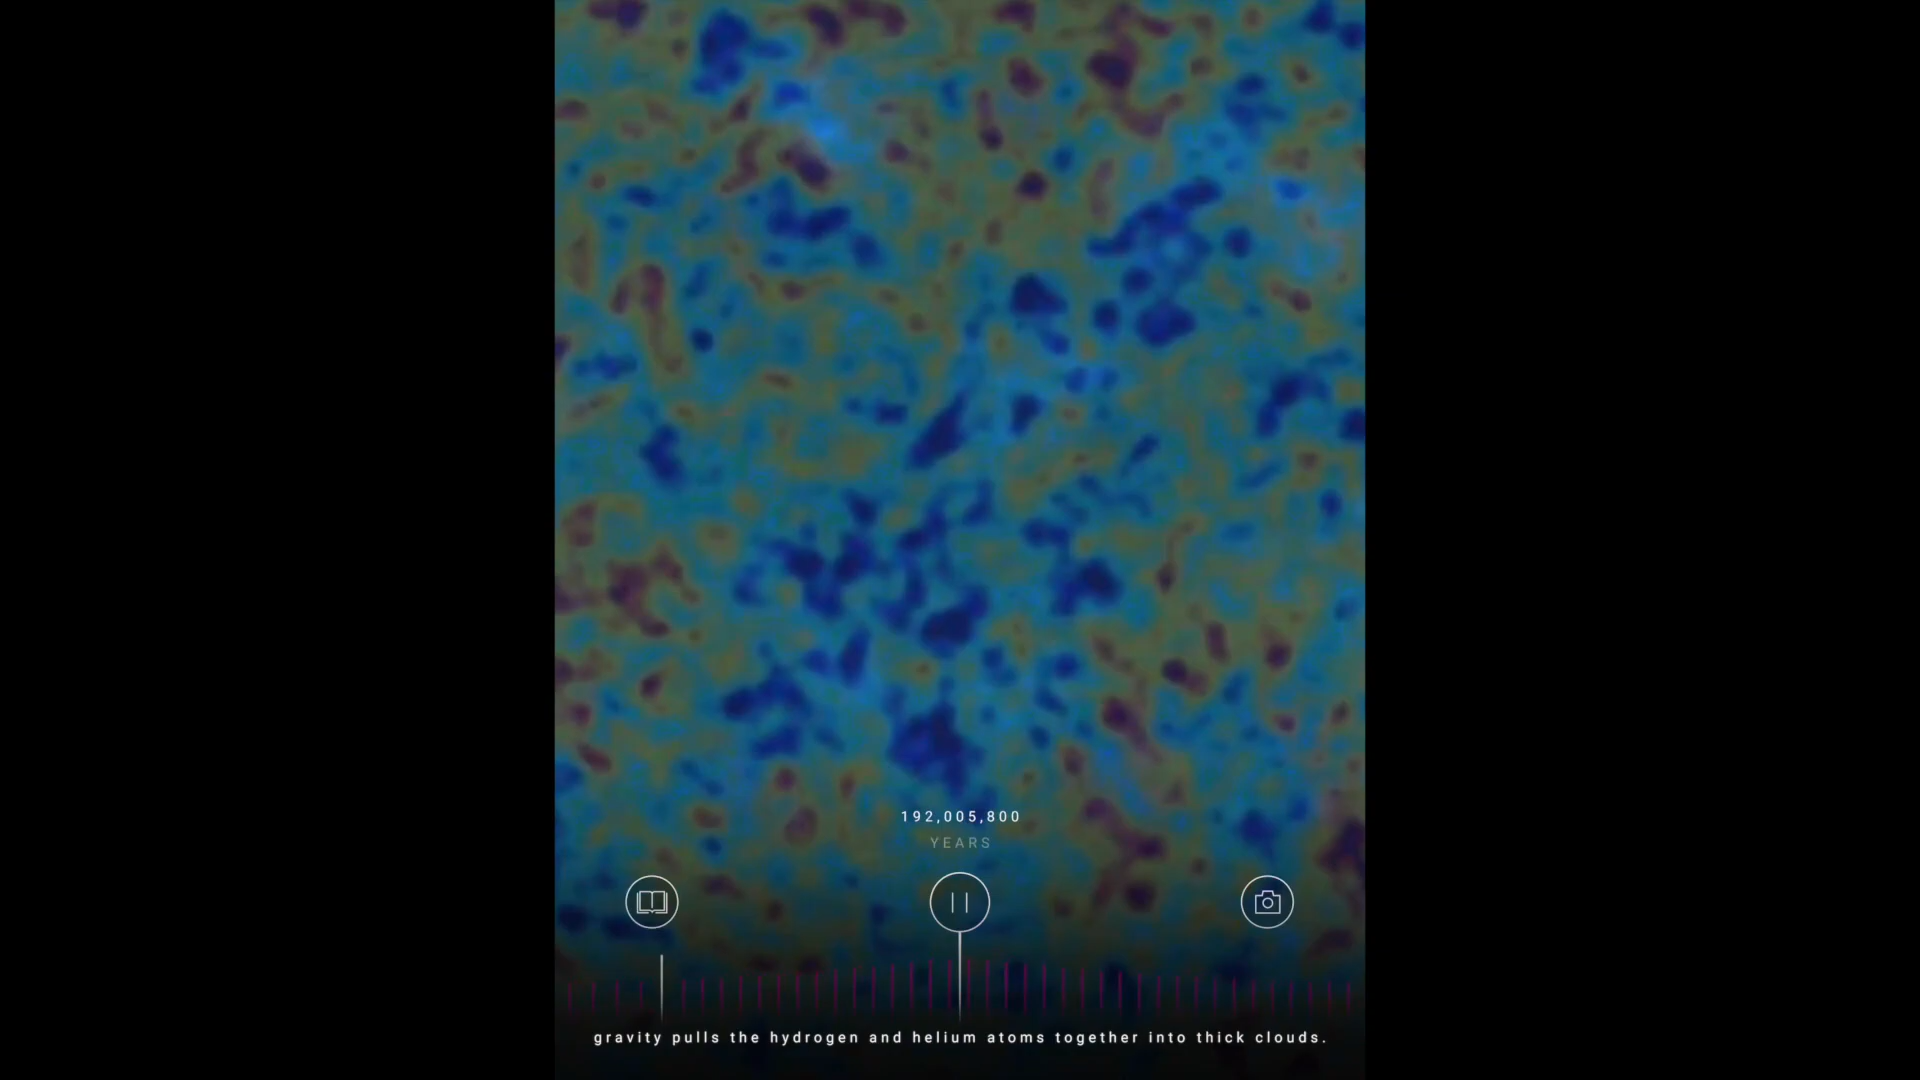 192,005,800
YEARS
gravity pulls the hydrogen and helium atoms together into thick clouds.